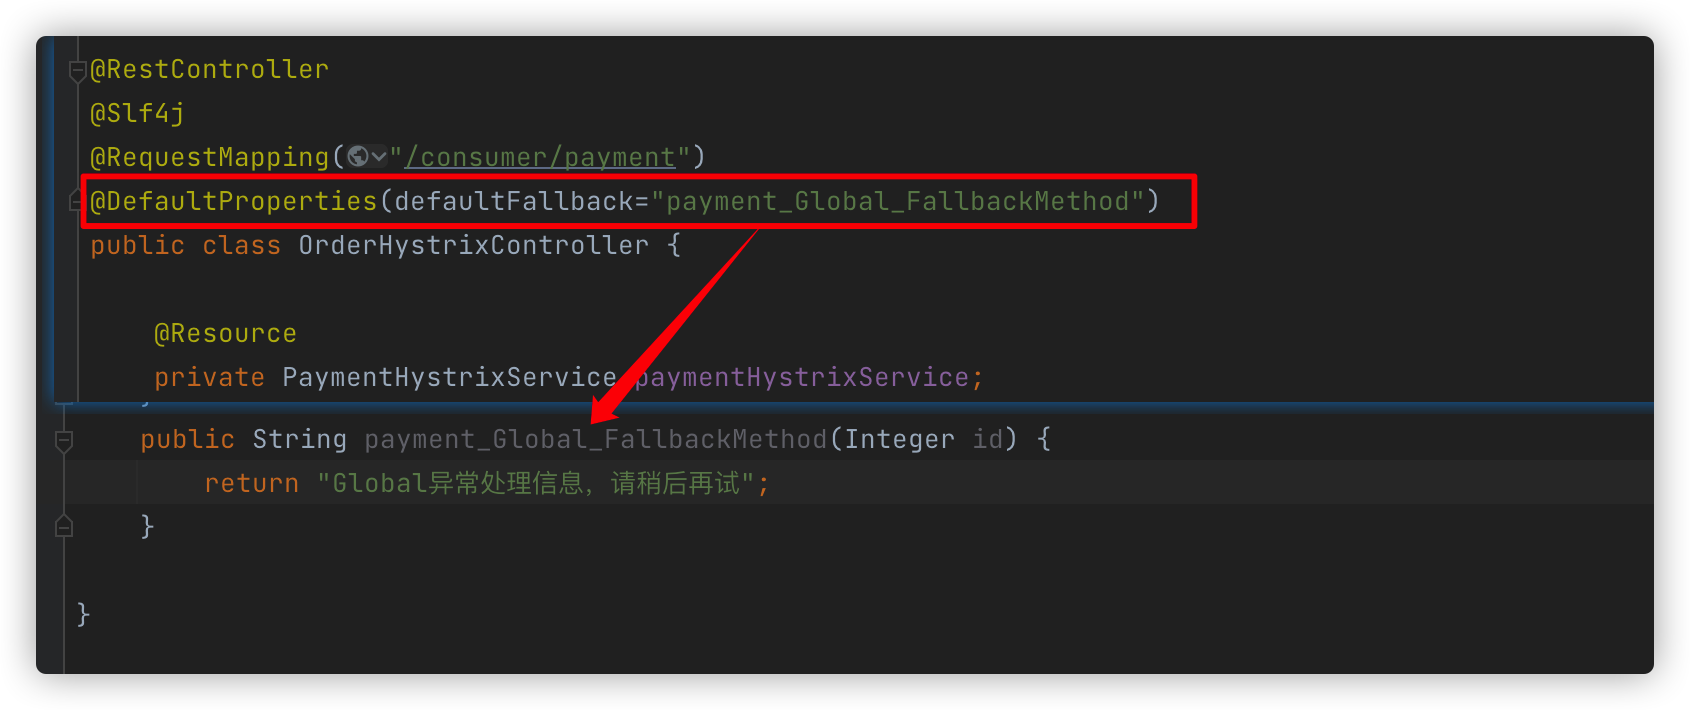 @RestController
@Slf4j
@RequestMapping("/consumer/payment")
@DefaultProperties(defaultFallback="payment_Global_FallbackMethod")
public class OrderHystrixController {
@Resource
private PaymentHystrixService paymentHystrixService;
public String payment_Global_FallbackMethod(Integer id) {
return "Global异常处理信息，请稍后再试";
}
}